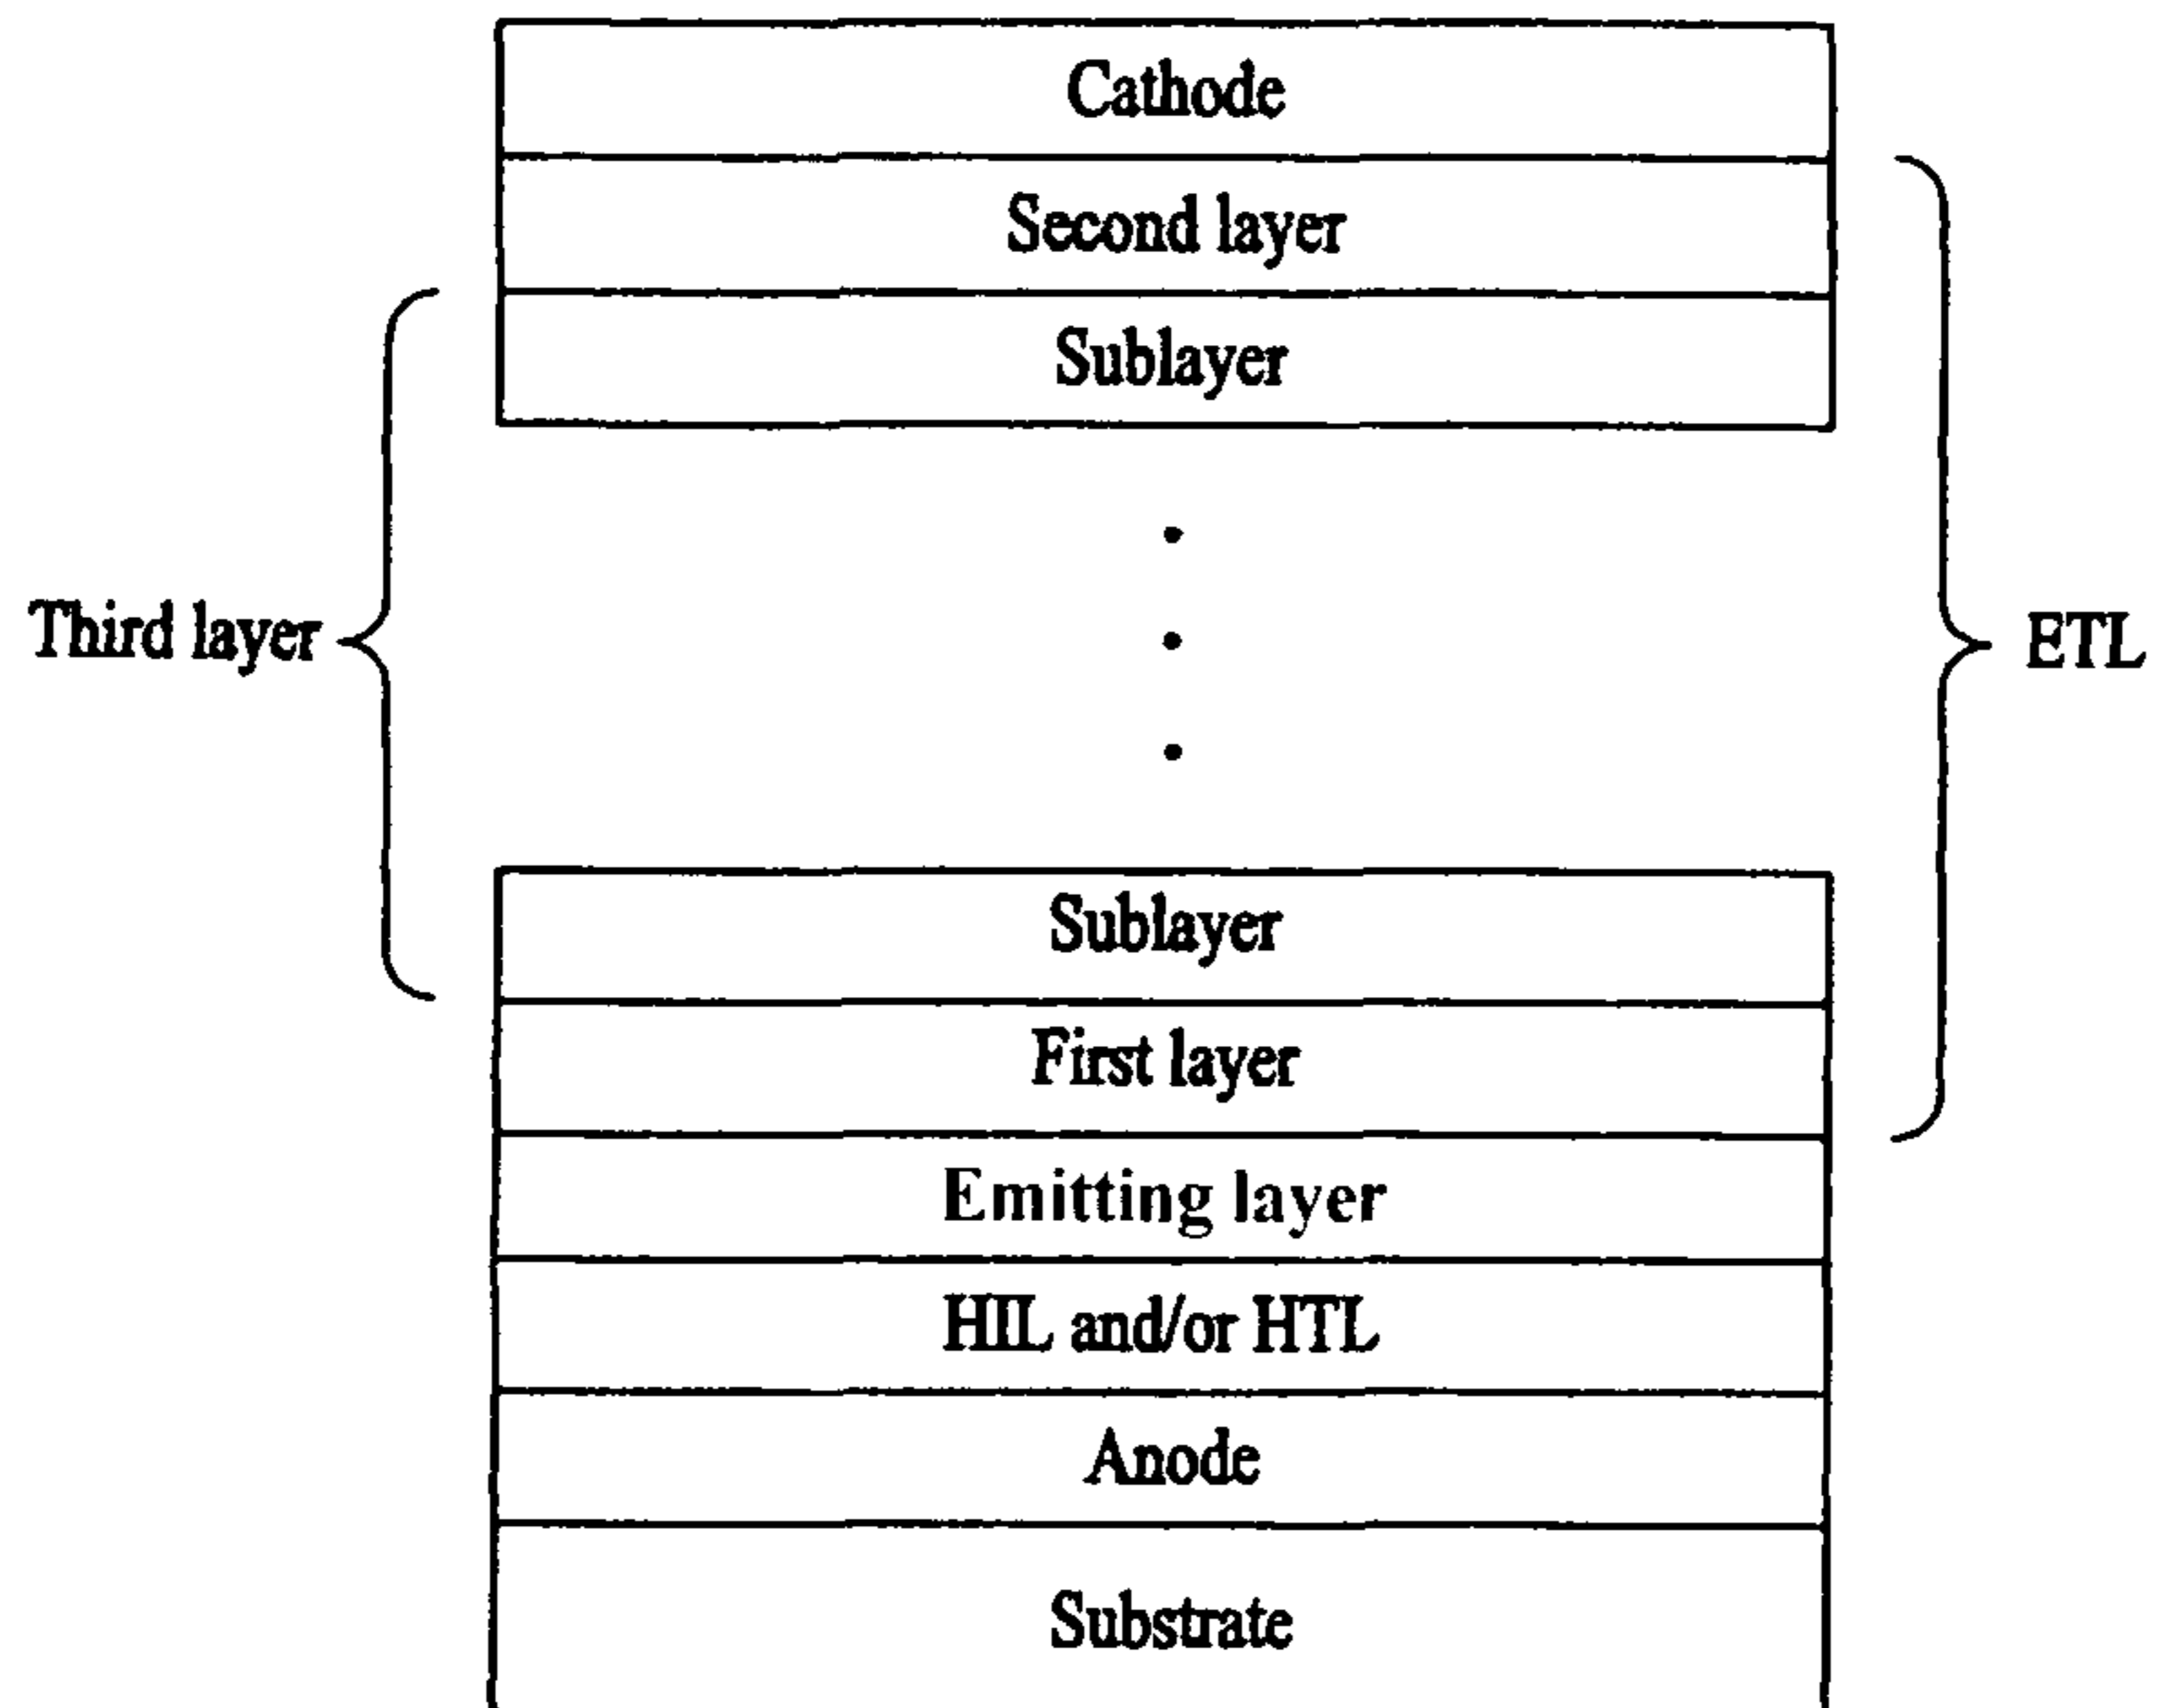 Cathode
Second layer
Sublayer
Third layer
ETL
Sublayer
First layer
Emitting layer
HIL and/or HTL
Anode
Substrate